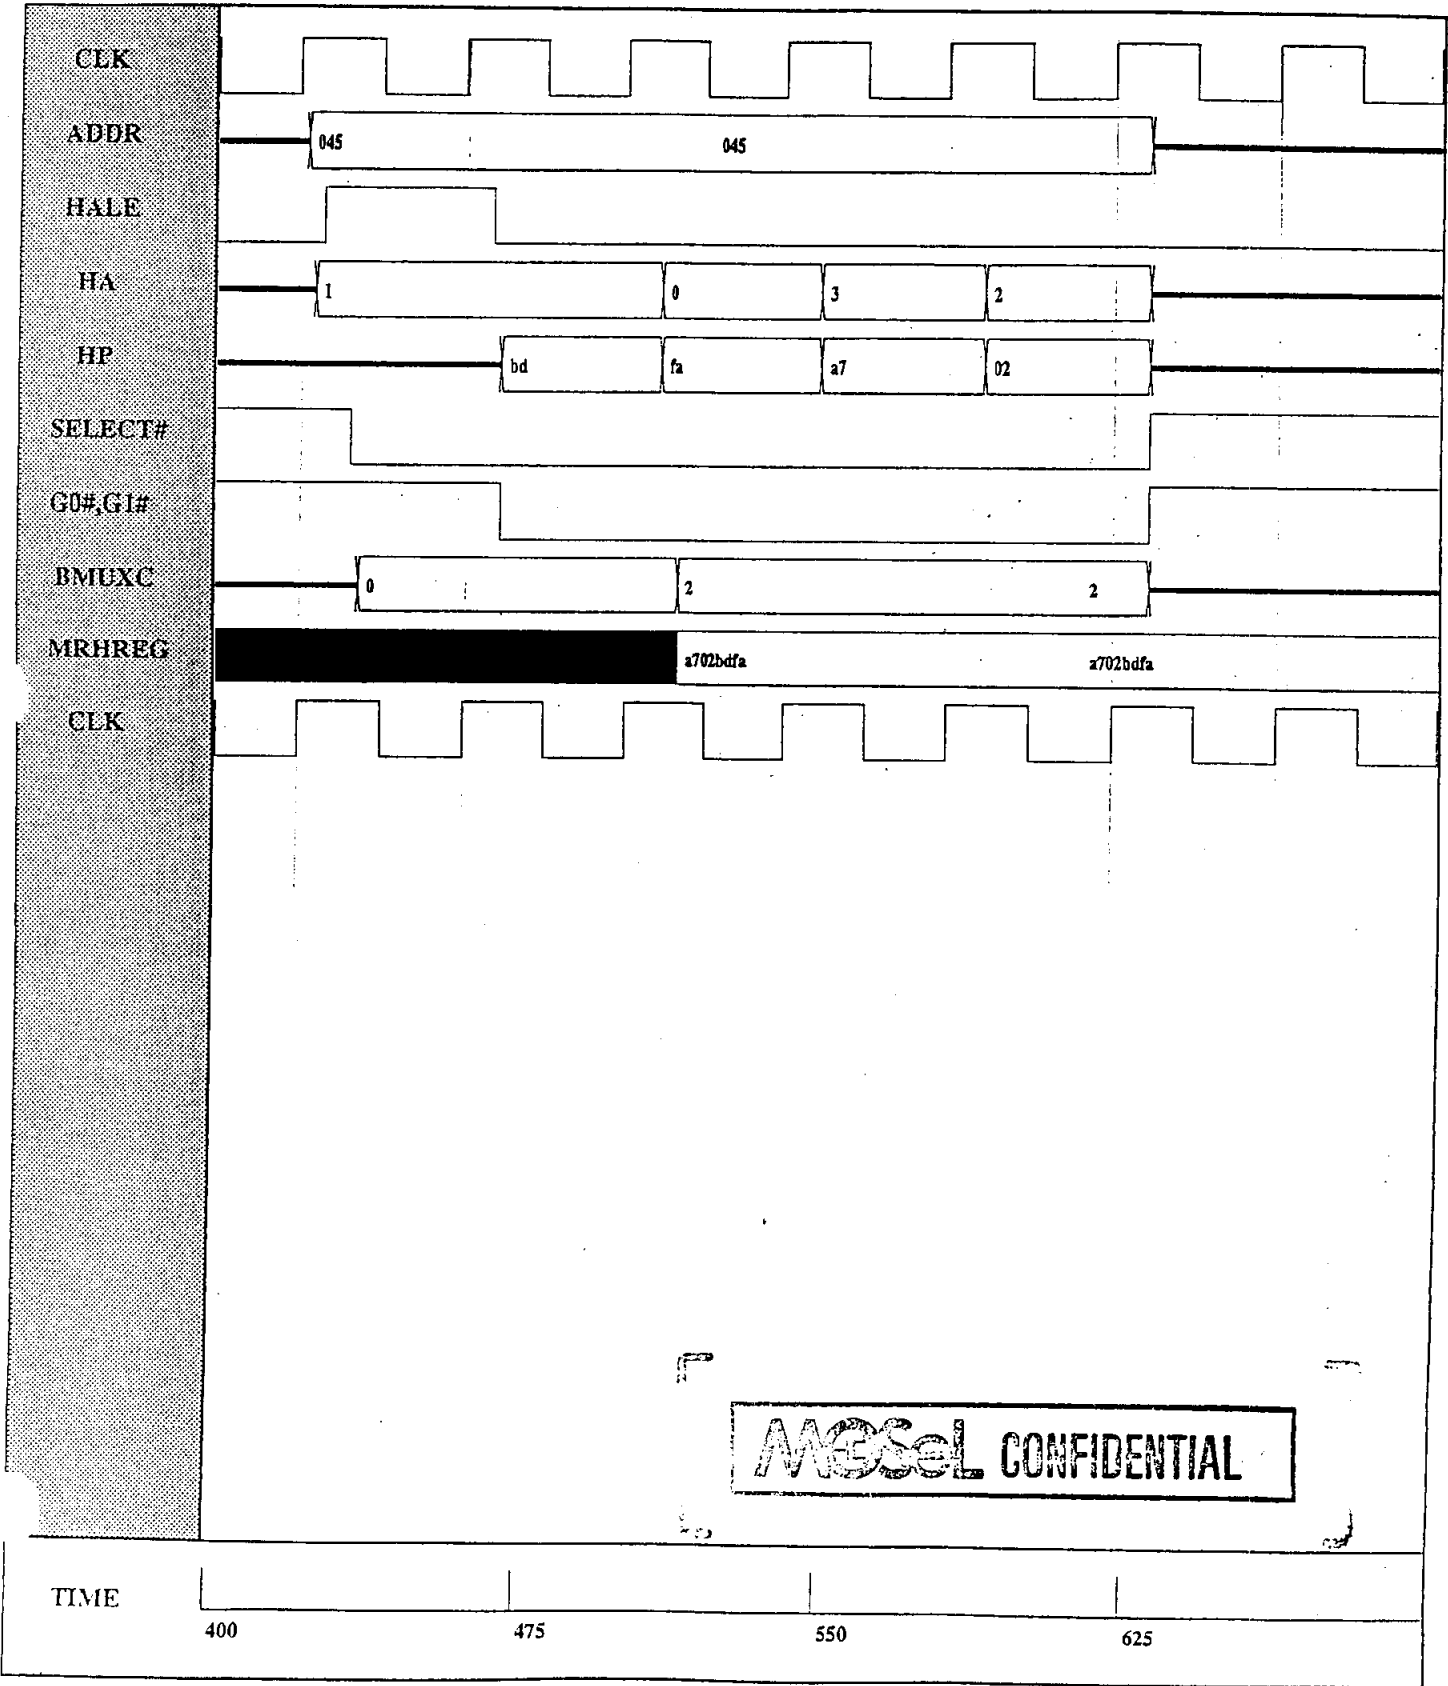 CLK
ADDR 045 045
HALE
HA 1 0 3 2
HP bd fa a7 02
SELECT#
G0#,G1#
BMUXC 0 2 2
MRHREG a702bdfa a702bdfa
CLK
MOSeL CONFIDENTIAL
TIME
400 475 550 625